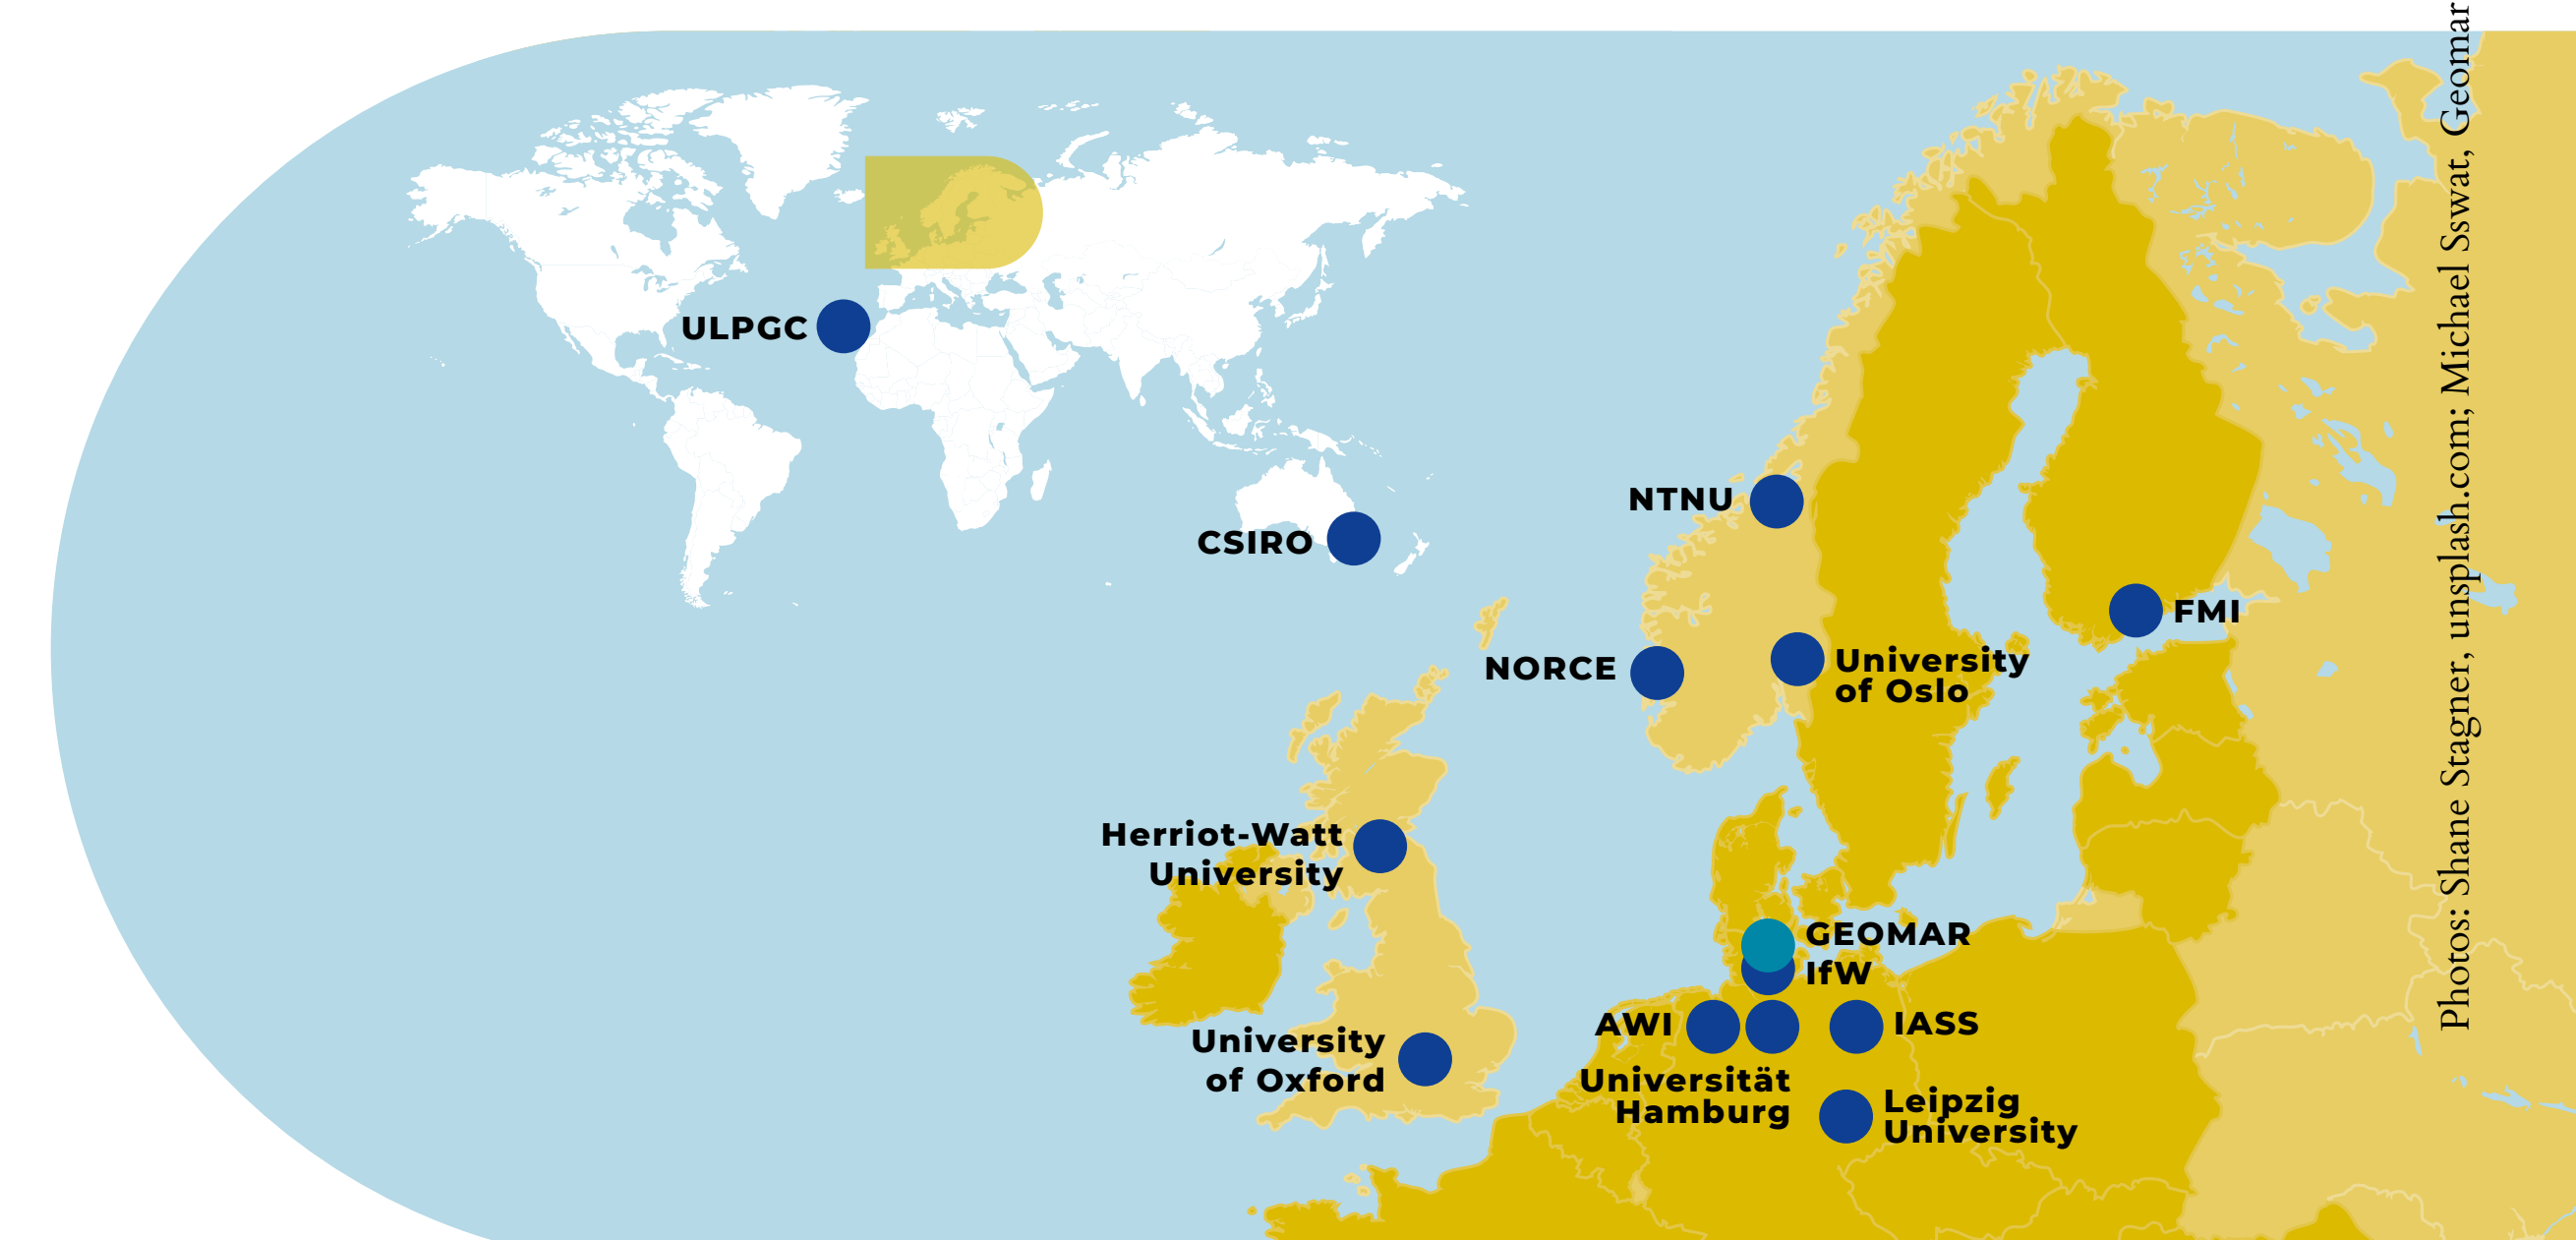 ULPGC
CSIRO
NTNU
FMI
NORCE
University
of Oslo
Herriot-Watt
University
GEOMAR
IfW
AWI
IASS
University
of Oxford
Universität
Hamburg
Leipzig
University
Photos: Shane Stagner, unsplash.com; Michael Sswat, Geomar